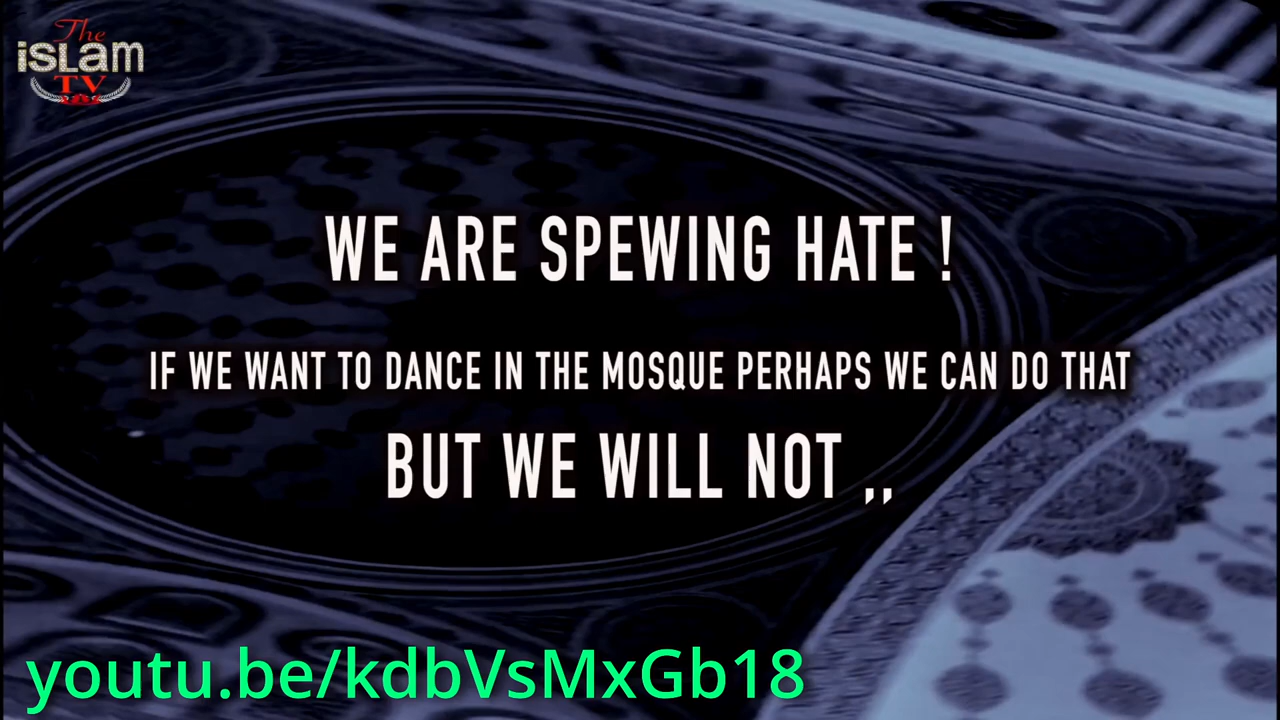 The
isLam
TV
WE ARE SPEWING HATE !
IF WE WANT TO DANCE IN THE MOSQUE PERHAPS WE CAN DO THAT
BUT WE WILL NOT ,,
youtu.be/kdbVsMxGb18